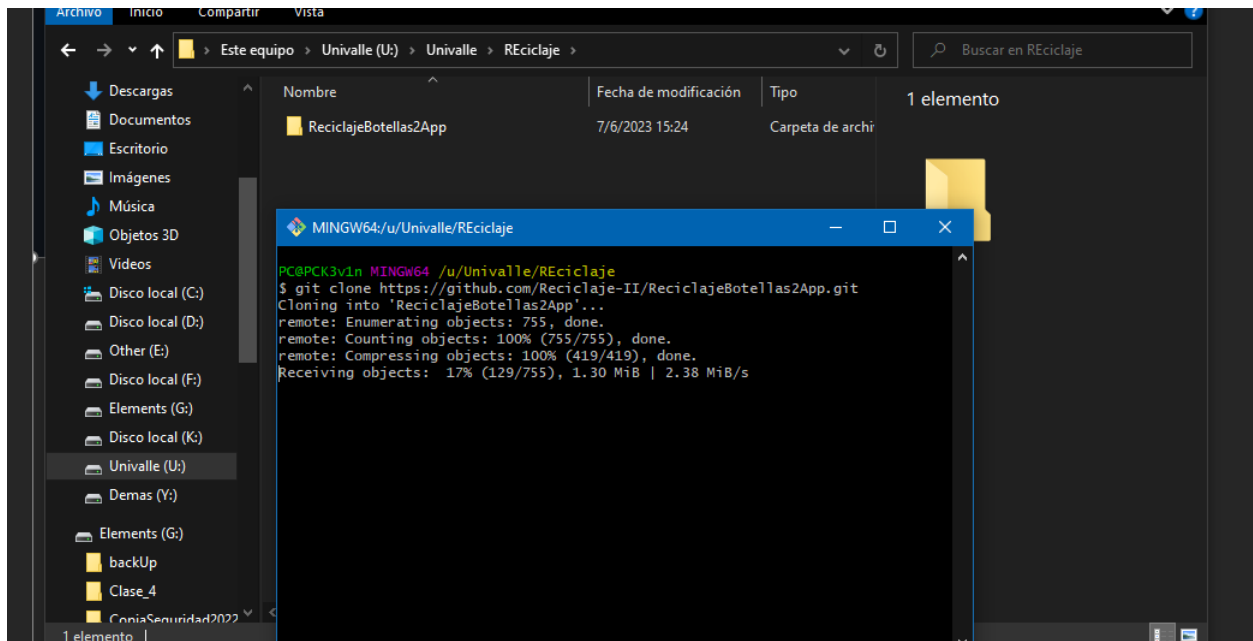 Archivo Inicio Compartir Vista
Este equipo > Univalle (U:) > Univalle > REciclaje >
Buscar en REciclaje
Descargas
Documentos
Escritorio
Imágenes
Música
Objetos 3D
Videos
Disco local (C:)
Disco local (D:)
Other (E:)
Disco local (F:)
Elements (G:)
Disco local (K:)
Univalle (U:)
Demas (Y:)
Elements (G:)
backUp
Clase_4
CopiaSeguridad2022
1 elemento
Nombre Fecha de modificación Tipo
ReciclajeBotellas2App 7/6/2023 15:24 Carpeta de archi
1 elemento
MINGW64:/u/Univalle/REciclaje
PC@PCK3v1n MINGW64 /u/Univalle/REciclaje
$ git clone https://github.com/Reciclaje-II/ReciclajeBotellas2App.git
Cloning into 'ReciclajeBotellas2App'...
remote: Enumerating objects: 755, done.
remote: Counting objects: 100% (755/755), done.
remote: Compressing objects: 100% (419/419), done.
Receiving objects:  17% (129/755), 1.30 MiB | 2.38 MiB/s